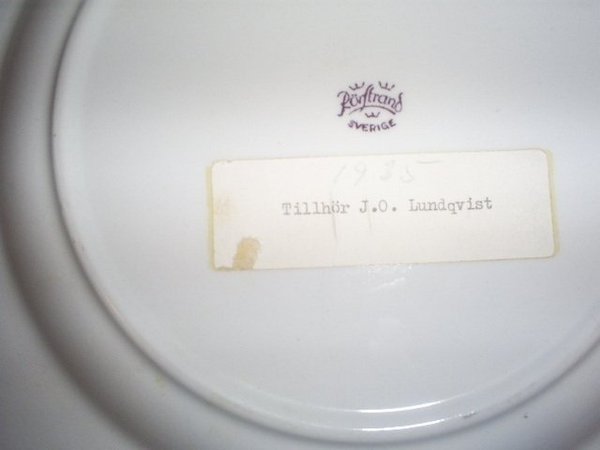 Rörstrand
SVERIGE
1935
Tillhör J.O. Lundqvist